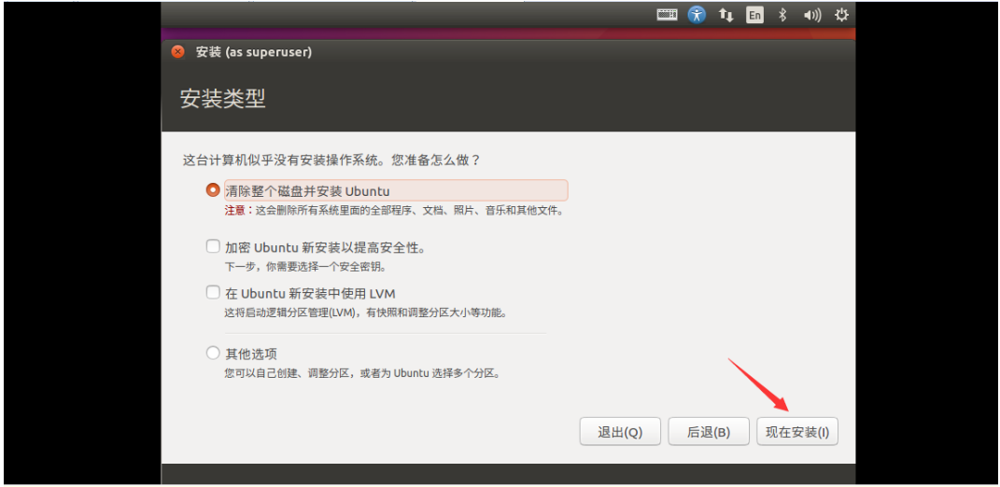 En
安装 (as superuser)
安装类型
这台计算机似乎没有安装操作系统。您准备怎么做？
清除整个磁盘并安装 Ubuntu
注意：这会删除所有系统里面的全部程序、文档、照片、音乐和其他文件。
加密 Ubuntu 新安装以提高安全性。
下一步，你需要选择一个安全密钥。
在 Ubuntu 新安装中使用 LVM
这将启动逻辑分区管理(LVM)，有快照和调整分区大小等功能。
其他选项
您可以自己创建、调整分区，或者为 Ubuntu 选择多个分区。
退出(Q) 后退(B) 现在安装(I)